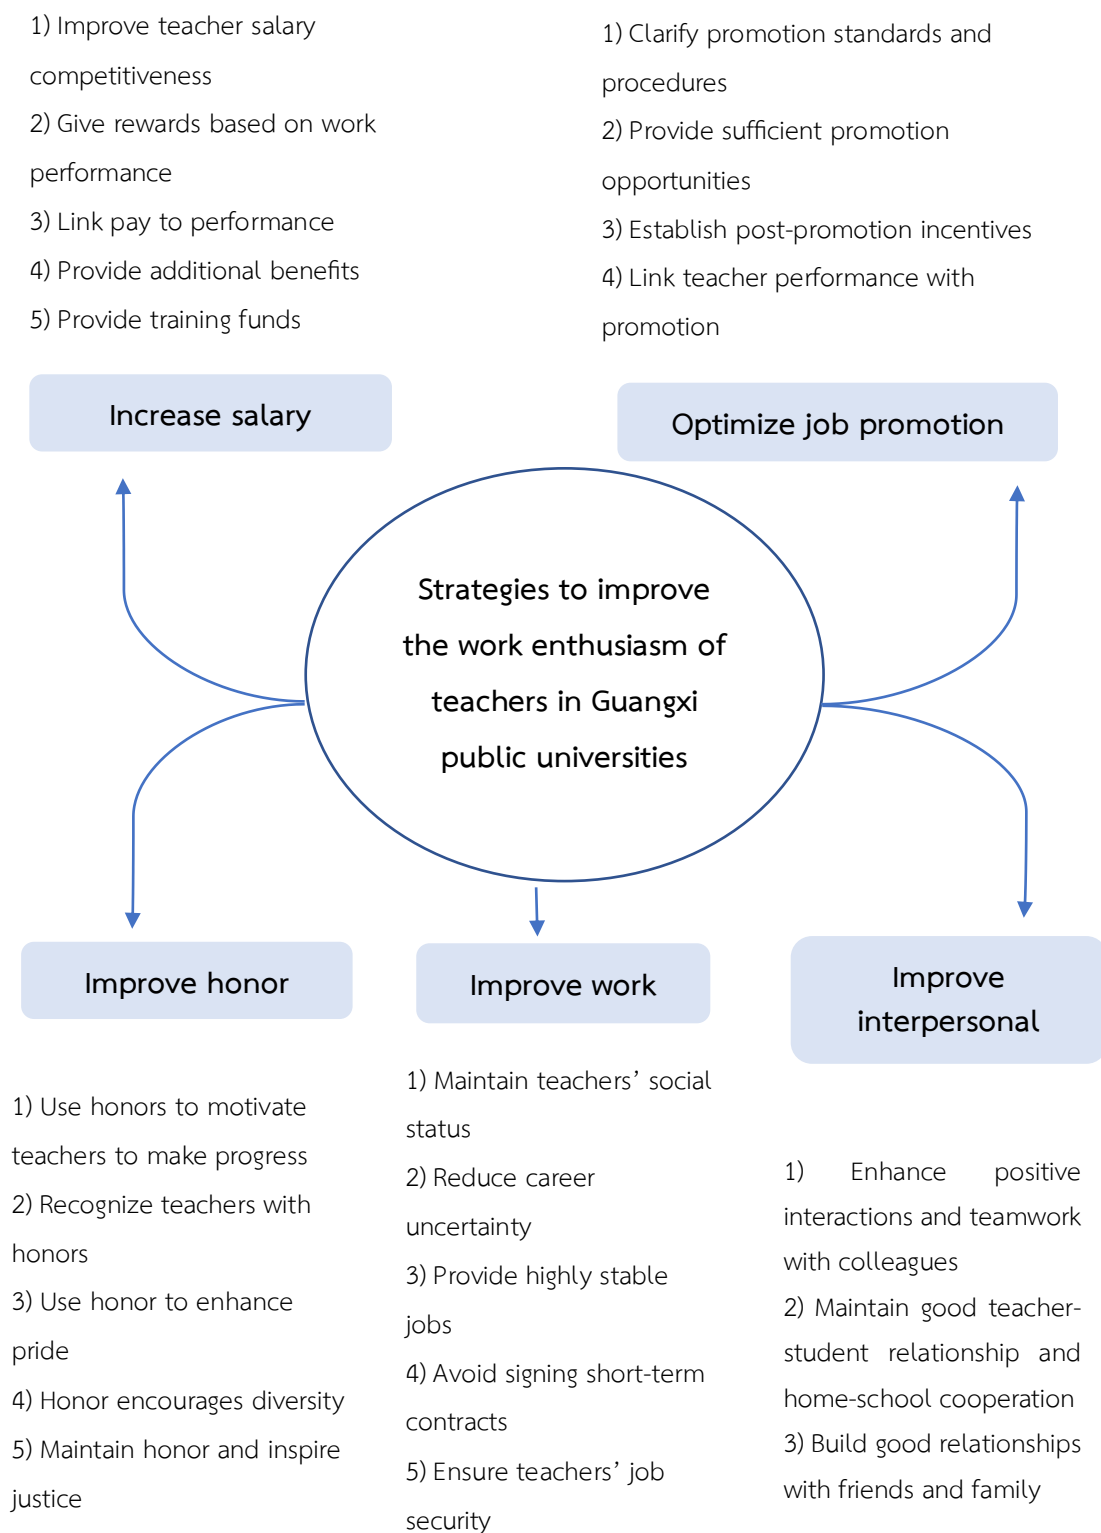 1) Improve teacher salary
competitiveness
2) Give rewards based on work
performance
3) Link pay to performance
4) Provide additional benefits
5) Provide training funds
1) Clarify promotion standards and
procedures
2) Provide sufficient promotion
opportunities
3) Establish post-promotion incentives
4) Link teacher performance with
promotion
Increase salary
Optimize job promotion
Strategies to improve
the work enthusiasm of
teachers in Guangxi
public universities
Improve honor
Improve work
Improve
interpersonal
1) Use honors to motivate
teachers to make progress
2) Recognize teachers with
honors
3) Use honor to enhance
pride
4) Honor encourages diversity
5) Maintain honor and inspire
justice
1) Maintain teachers’ social
status
2) Reduce career
uncertainty
3) Provide highly stable
jobs
4) Avoid signing short-term
contracts
5) Ensure teachers’ job
security
1) Enhance positive
interactions and teamwork
with colleagues
2) Maintain good teacher-
student relationship and
home-school cooperation
3) Build good relationships
with friends and family